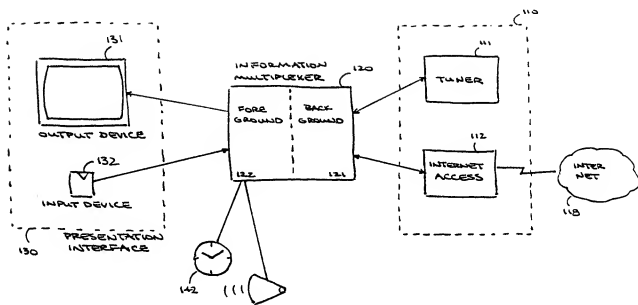 131
OUTPUT DEVICE
132
INPUT DEVICE
PRESENTATION
INTERFACE
130
INFORMATION
MULTIPLEXER
120
FORE
GROUND
BACK
GROUND
122
121
142
110
111
TUNER
112
INTERNET
ACCESS
INTER
NET
118